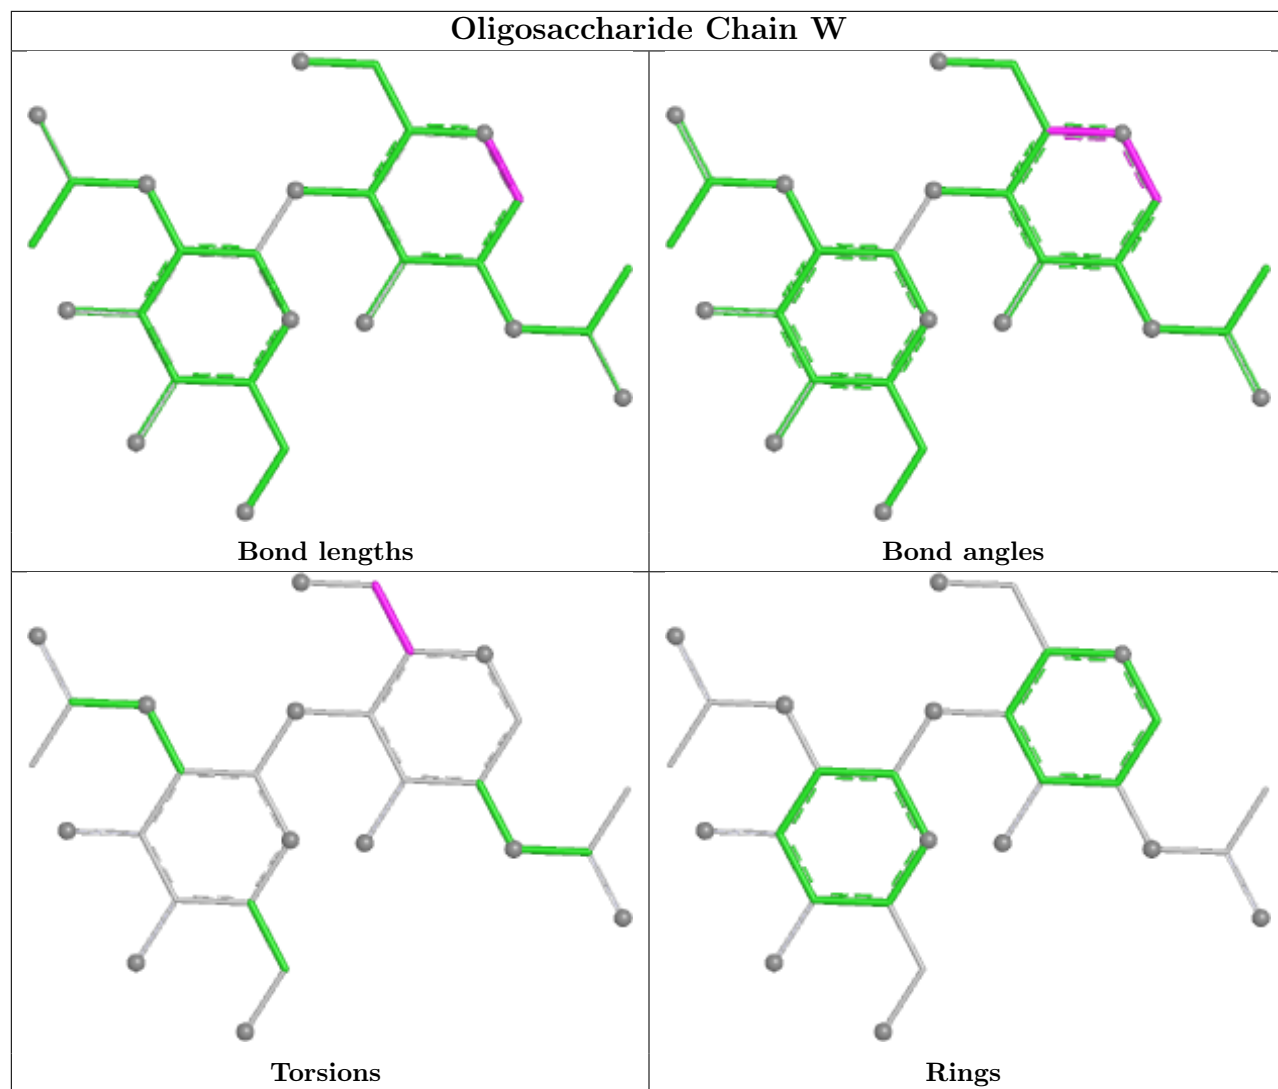 Oligosaccharide Chain W
Bond lengths
Bond angles
Torsions
Rings